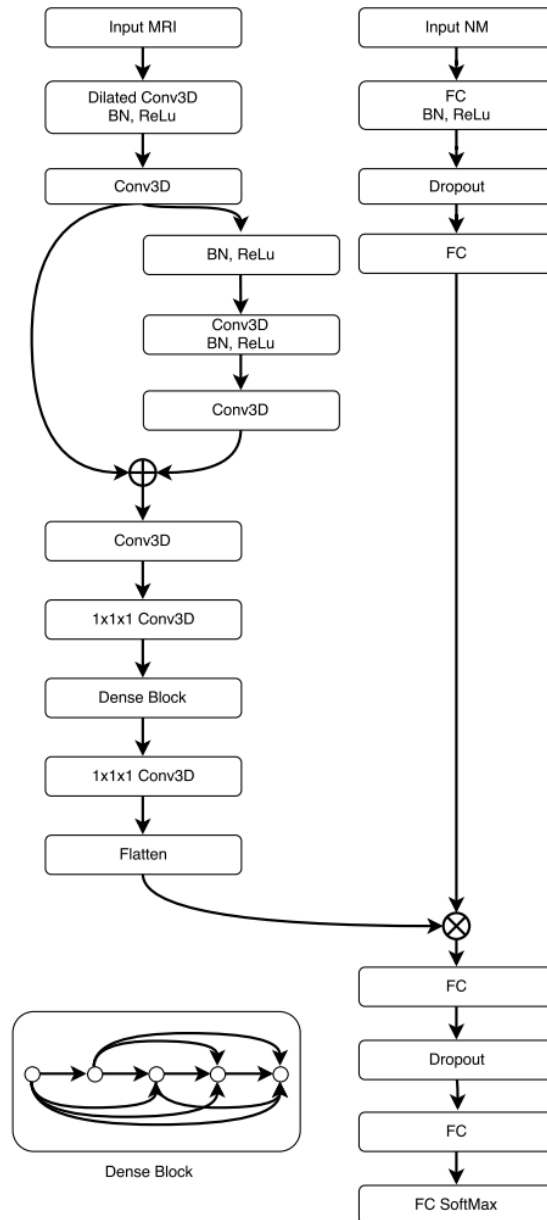 Input MRI
Dilated Conv3D
BN, ReLu
Conv3D
BN, ReLu
Conv3D
BN, ReLu
Conv3D
Conv3D
1x1x1 Conv3D
Dense Block
1x1x1 Conv3D
Flatten
Input NM
FC
BN, ReLu
Dropout
FC
FC
Dropout
FC
FC SoftMax
Dense Block